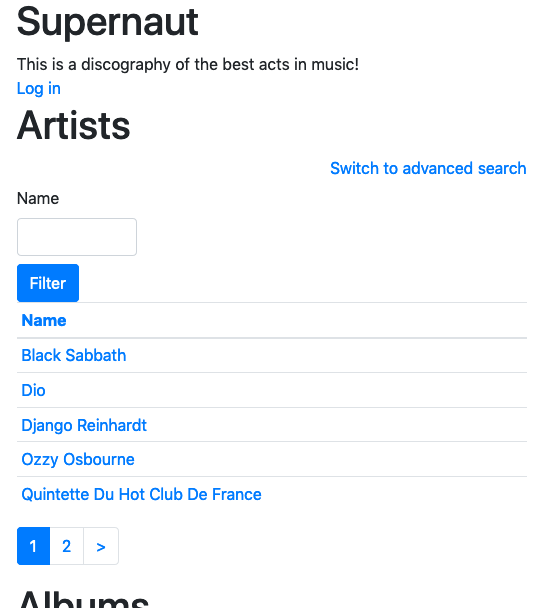 Supernaut
This is a discography of the best acts in music!
Log in
Artists
Switch to advanced search
Name
Filter
Name
Black Sabbath
Dio
Django Reinhardt
Ozzy Osbourne
Quintette Du Hot Club De France
1 2 >
Albums